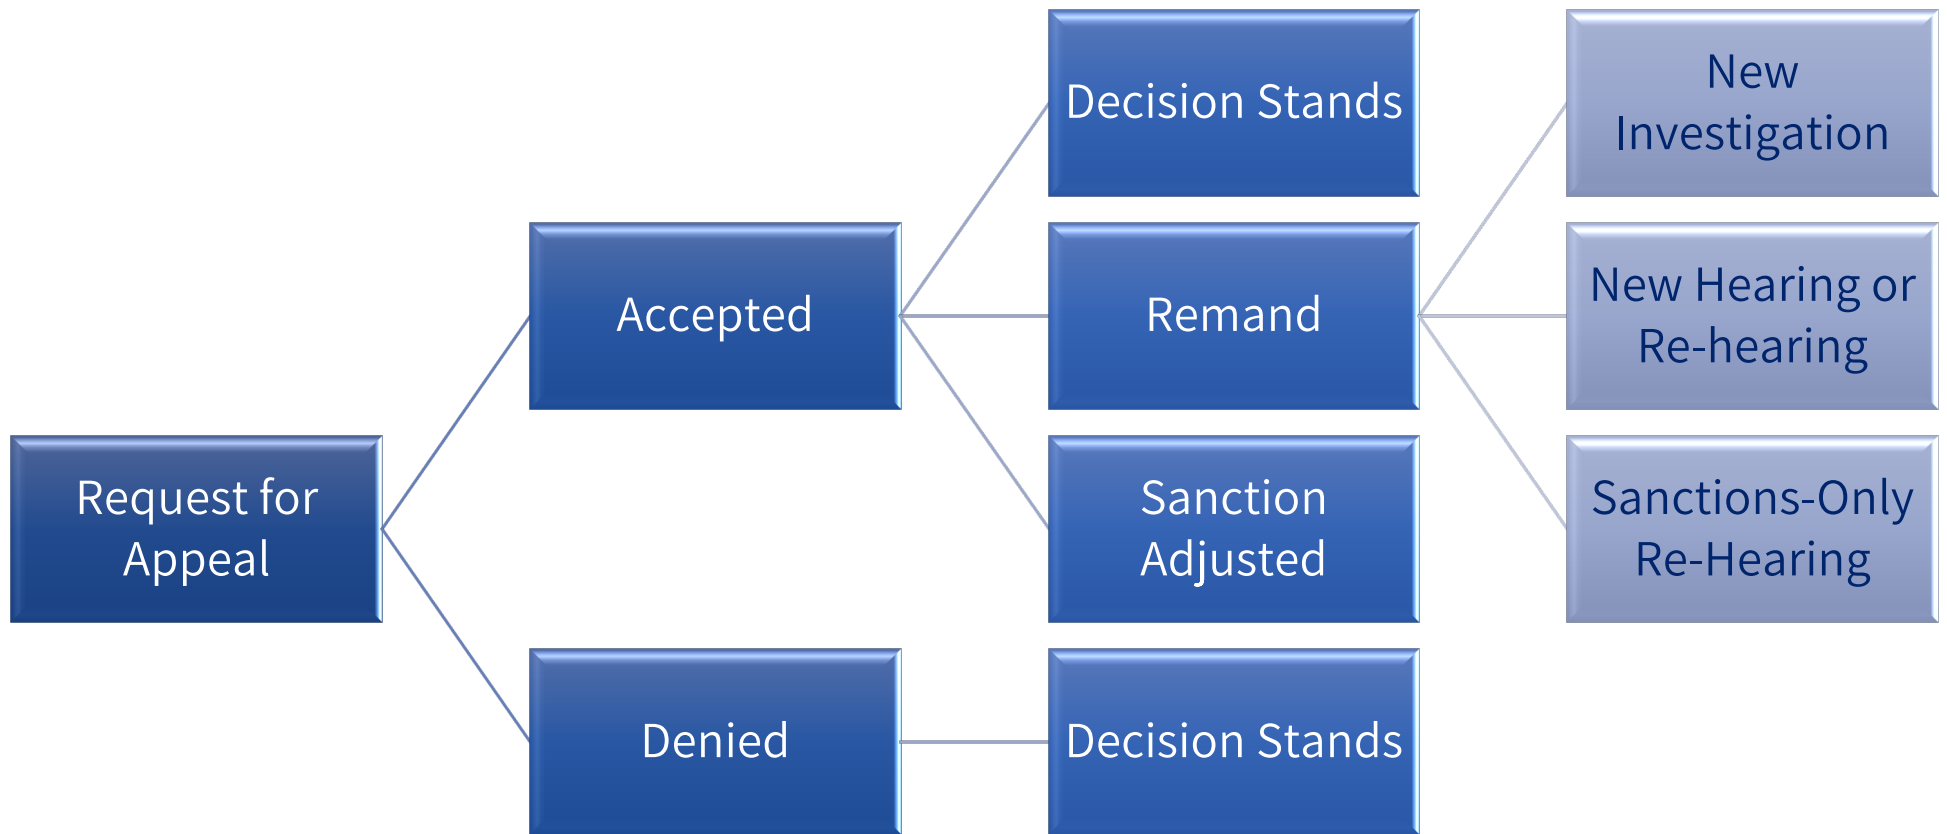 Request for
Appeal
Accepted
Decision Stands
Remand
New
Investigation
New Hearing or
Re-hearing
Sanctions-Only
Re-Hearing
Sanction
Adjusted
Denied
Decision Stands